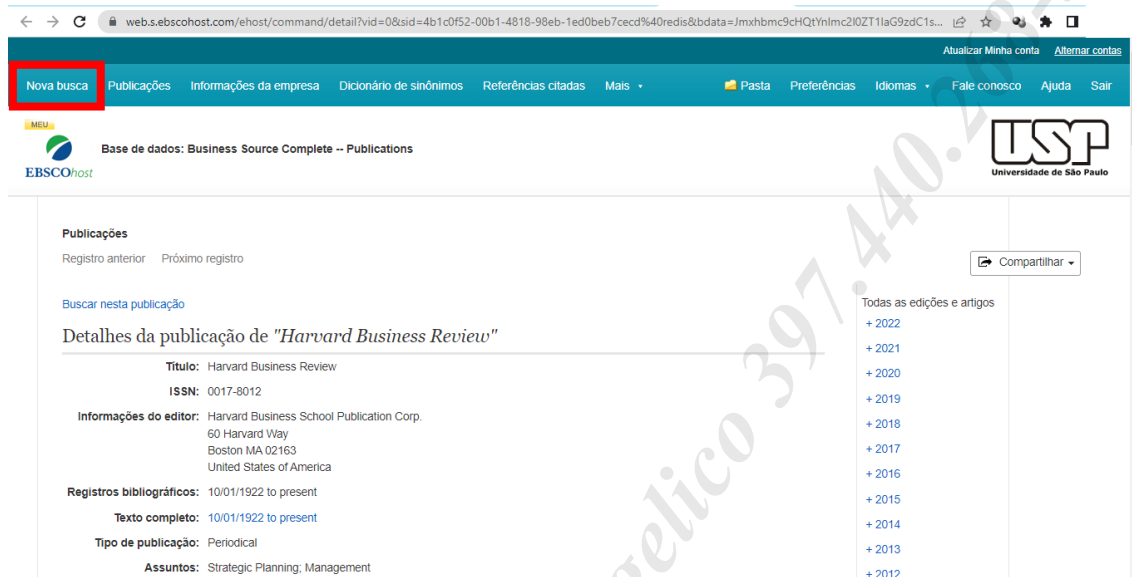 web.s.ebscohost.com/ehost/command/detail?vid=0&sid=4b1c0f52-00b1-4818-98eb-1ed0beb7cecd%40redis&bdata=Jmxhbmc9cHQtYnImc2l0ZT1laG9zdC1s...
Atualizar Minha conta Alternar contas
Nova busca Publicações Informações da empresa Dicionário de sinônimos Referências citadas Mais Pasta Preferências Idiomas Fale conosco Ajuda Sair
MEU
EBSCOhost
Base de dados: Business Source Complete -- Publications
USP
Universidade de São Paulo
Publicações
Registro anterior Próximo registro
Compartilhar
Buscar nesta publicação
Detalhes da publicação de "Harvard Business Review"
Título: Harvard Business Review
ISSN: 0017-8012
Informações do editor: Harvard Business School Publication Corp.
60 Harvard Way
Boston MA 02163
United States of America
Registros bibliográficos: 10/01/1922 to present
Texto completo: 10/01/1922 to present
Tipo de publicação: Periodical
Assuntos: Strategic Planning; Management
Todas as edições e artigos
+ 2022
+ 2021
+ 2020
+ 2019
+ 2018
+ 2017
+ 2016
+ 2015
+ 2014
+ 2013
+ 2012
elico 397.440.268-